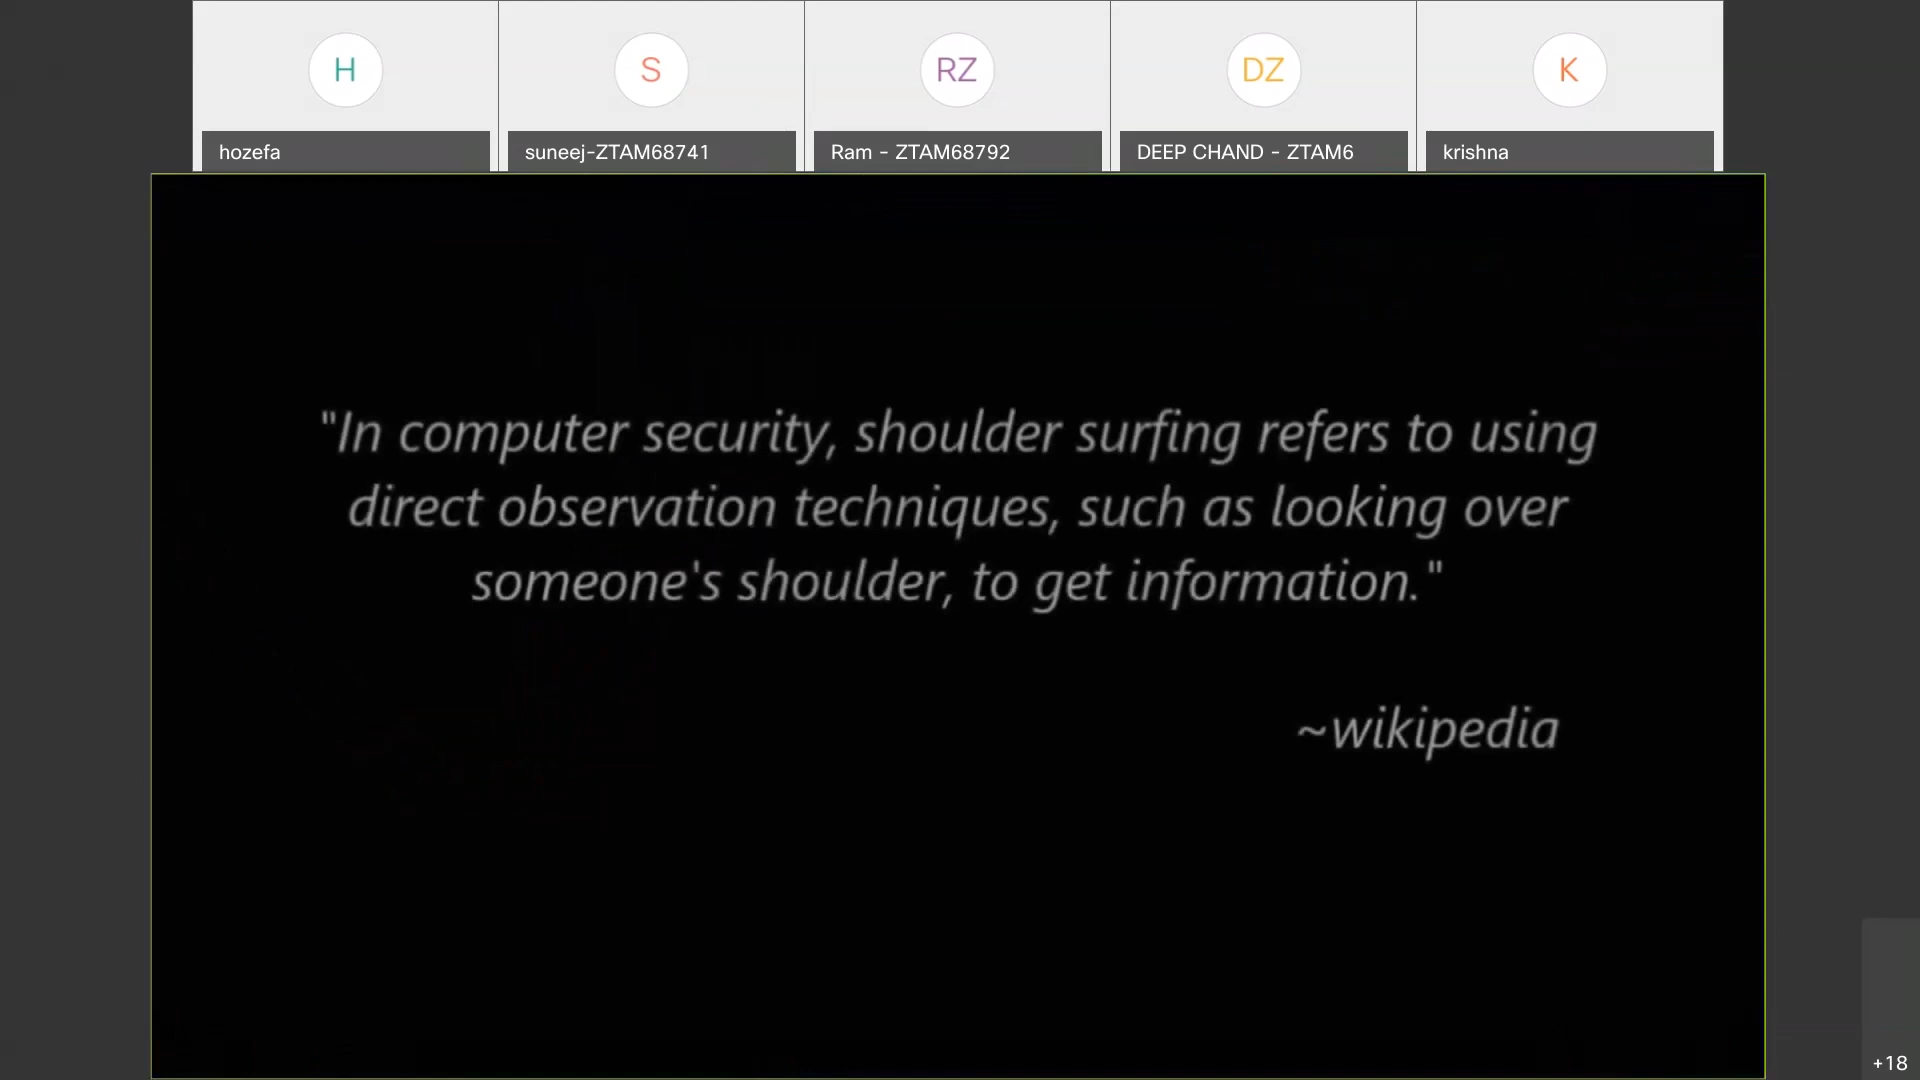 H
S
RZ
DZ
K
hozefa
suneej-ZTAM68741
Ram - ZTAM68792
DEEP CHAND - ZTAM6
krishna
"In computer security, shoulder surfing refers to using
direct observation techniques, such as looking over
someone's shoulder, to get information."
~wikipedia
+18